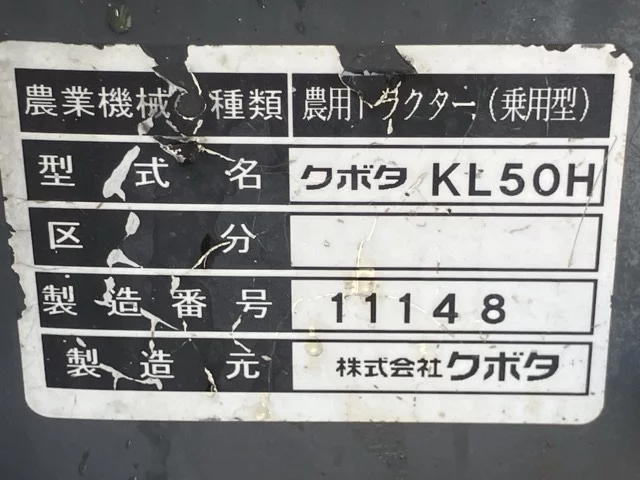 農業機械の種類 農用トラクター(乗用型)
型式名 クボタ KL50H
区分
製造番号 11148
製造元 株式会社クボタ